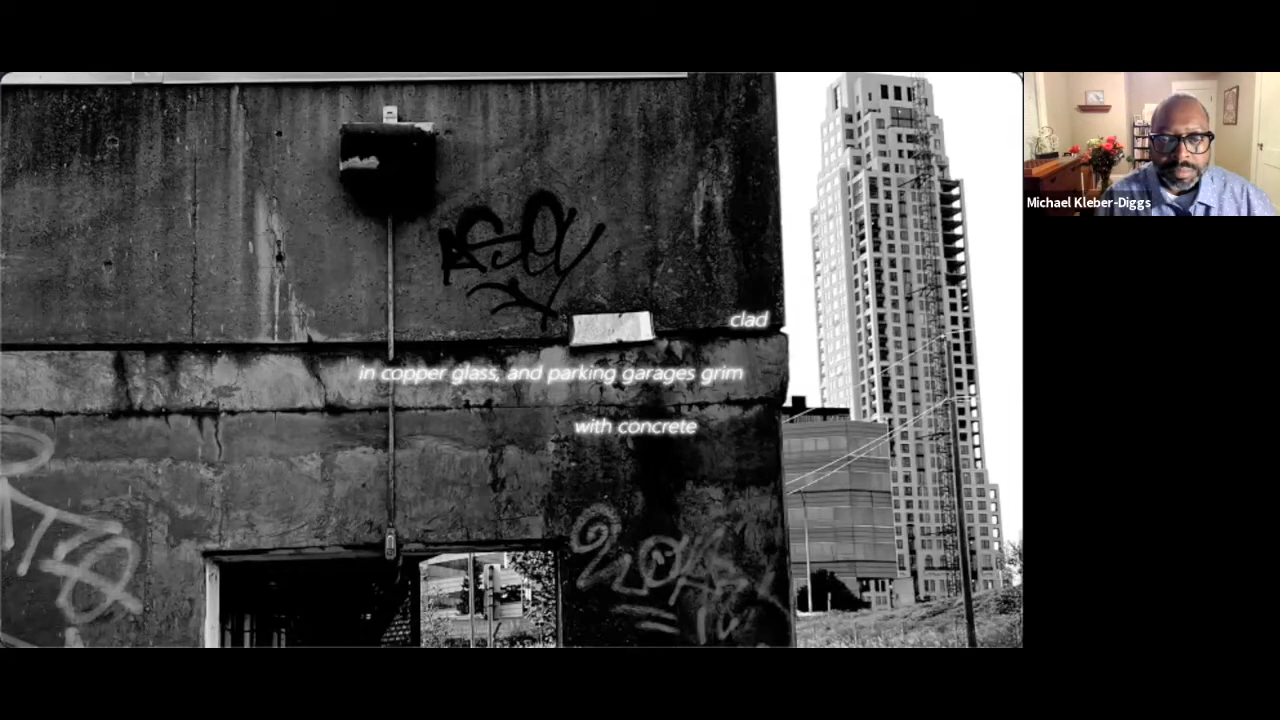 clad
in copper glass, and parking garages grim
with concrete
Michael Kleber-Diggs